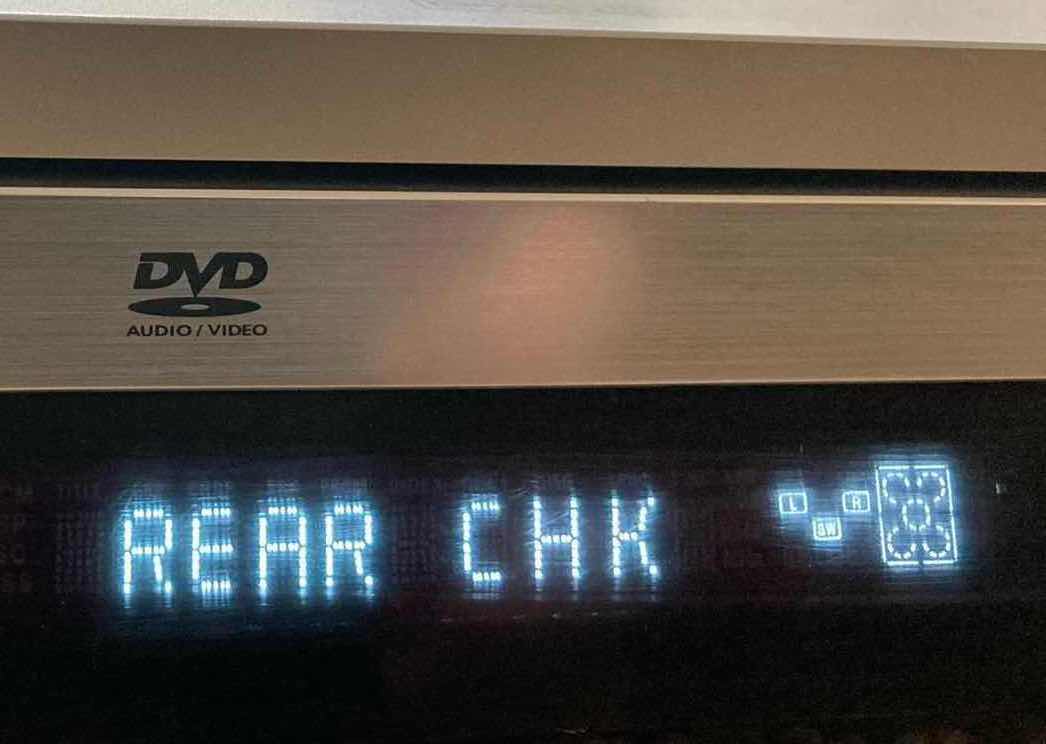 DVD
AUDIO / VIDEO
REAR CHK
L R
SW